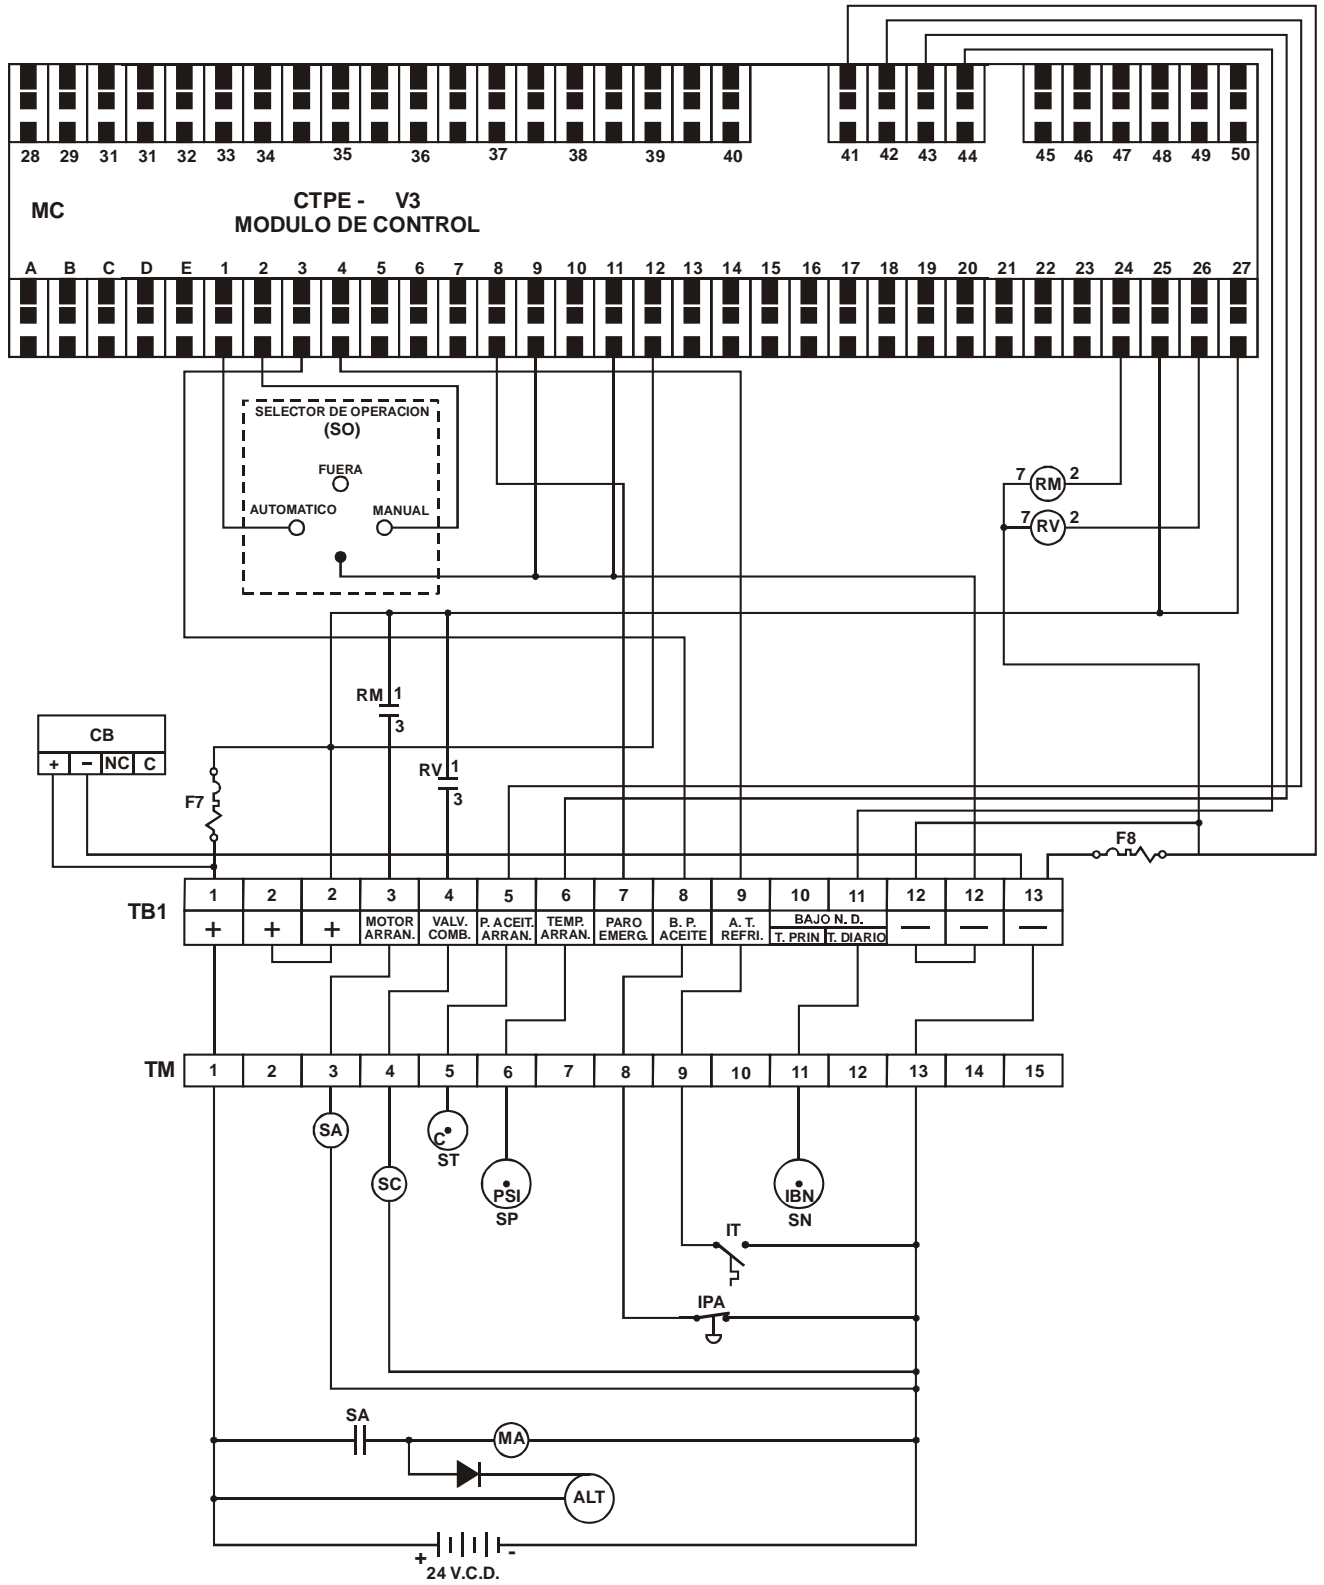 28 29 31 31 32 33 34 35 36 37 38 39 40 41 42 43 44 45 46 47 48 49 50
MC
CTPE - V3
MODULO DE CONTROL
A B C D E 1 2 3 4 5 6 7 8 9 10 11 12 13 14 15 16 17 18 19 20 21 22 23 24 25 26 27
SELECTOR DE OPERACION
(SO)
FUERA
AUTOMATICO MANUAL
7 RM 2
7 RV 2
RM 1
3
CB
+ - NC C
RV 1
3
F7
F8
TB1
1 2 2 3 4 5 6 7 8 9 10 11 12 12 13
+ + + MOTOR ARRAN. VALV. COMB. P. ACEIT. ARRAN. TEMP. ARRAN. PARO EMERG. B. P. ACEITE A. T. REFRI. BAJO N. D. T. PRIN T. DIARIO — — —
TM 1 2 3 4 5 6 7 8 9 10 11 12 13 14 15
SA
C
ST
SC
PSI
SP
IBN
SN
IT
IPA
SA
MA
ALT
+ -
24 V.C.D.